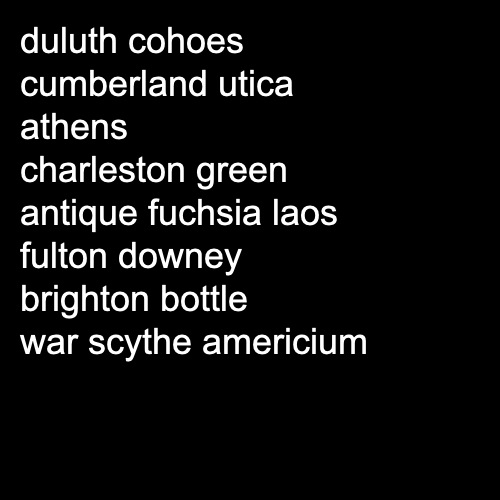 duluth cohoes
cumberland utica
athens
charleston green
antique fuchsia laos
fulton downey
brighton bottle
war scythe americium